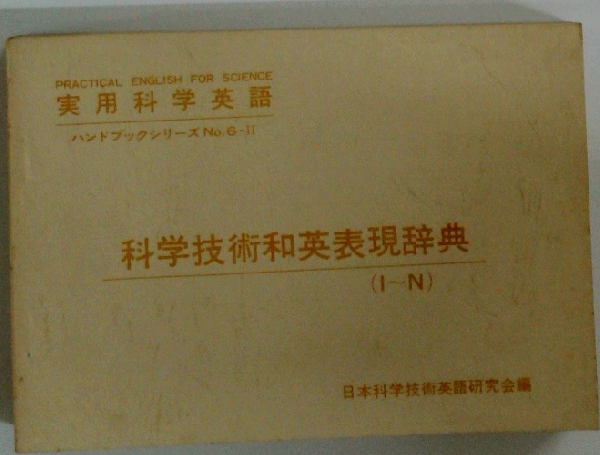 PRACTICAL ENGLISH FOR SCIENCE
実用科学英語
ハンドブックシリーズNo.6-II
科学技術和英表現辞典
(I~N)
日本科学技術英語研究会編